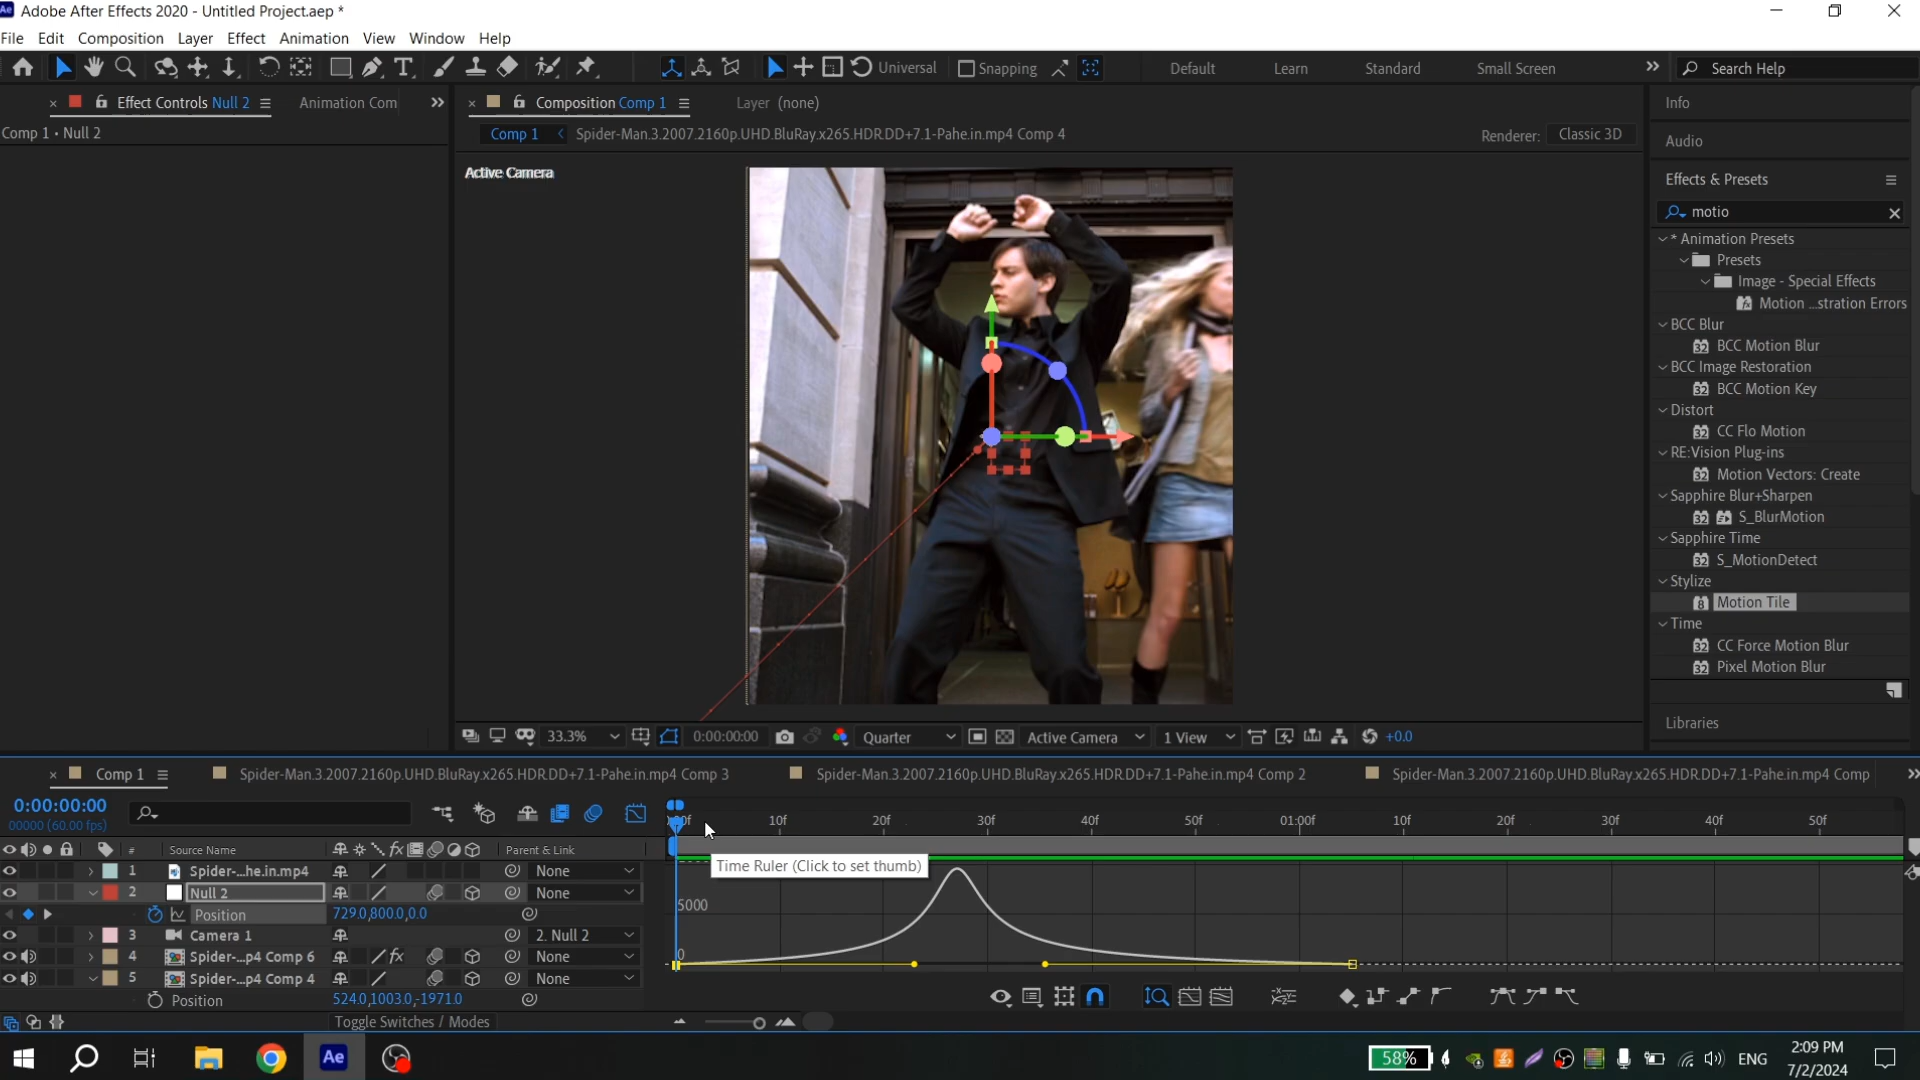 Ae Adobe After Effects 2020 - Untitled Project.aep *
File Edit Composition Layer Effect Animation View Window Help
Universal Snapping Default Learn Standard Small Screen Search Help
Effect Controls Null 2 Animation Com Composition Comp 1 Layer (none) Info
Comp 1 • Null 2 Comp 1 Spider-Man.3.2007.2160p.UHD.BluRay.x265.HDR.DD+7.1-Pahe.in.mp4 Comp 4 Renderer: Classic 3D
Audio
Active Camera
Effects & Presets
motio
* Animation Presets
Presets
Image - Special Effects
Motion ...stration Errors
BCC Blur
32 BCC Motion Blur
BCC Image Restoration
32 BCC Motion Key
Distort
32 CC Flo Motion
RE:Vision Plug-ins
32 Motion Vectors: Create
Sapphire Blur+Sharpen
32 S_BlurMotion
Sapphire Time
32 S_MotionDetect
Stylize
8 Motion Tile
Time
32 CC Force Motion Blur
32 Pixel Motion Blur
Libraries
33.3% 0:00:00:00 Quarter Active Camera 1 View +0.0
Comp 1 Spider-Man.3.2007.2160p.UHD.BluRay.x265.HDR.DD+7.1-Pahe.in.mp4 Comp 3 Spider-Man.3.2007.2160p.UHD.BluRay.x265.HDR.DD+7.1-Pahe.in.mp4 Comp 2 Spider-Man.3.2007.2160p.UHD.BluRay.x265.HDR.DD+7.1-Pahe.in.mp4 Comp
0:00:00:00
00000 (60.00 fps)
10f 20f 30f 40f 50f 01:00f 10f 20f 30f 40f 50f
# Source Name fx Parent & Link
1 Spider-...he.in.mp4 None
Time Ruler (Click to set thumb)
2 Null 2 None
5000
Position 729.0,800.0,0.0
3 Camera 1 2. Null 2
4 Spider-...p4 Comp 6 fx None
0
5 Spider-...p4 Comp 4 None
Position 524.0,1003.0,-1971.0
Toggle Switches / Modes
Ae 58% ENG 2:09 PM
7/2/2024